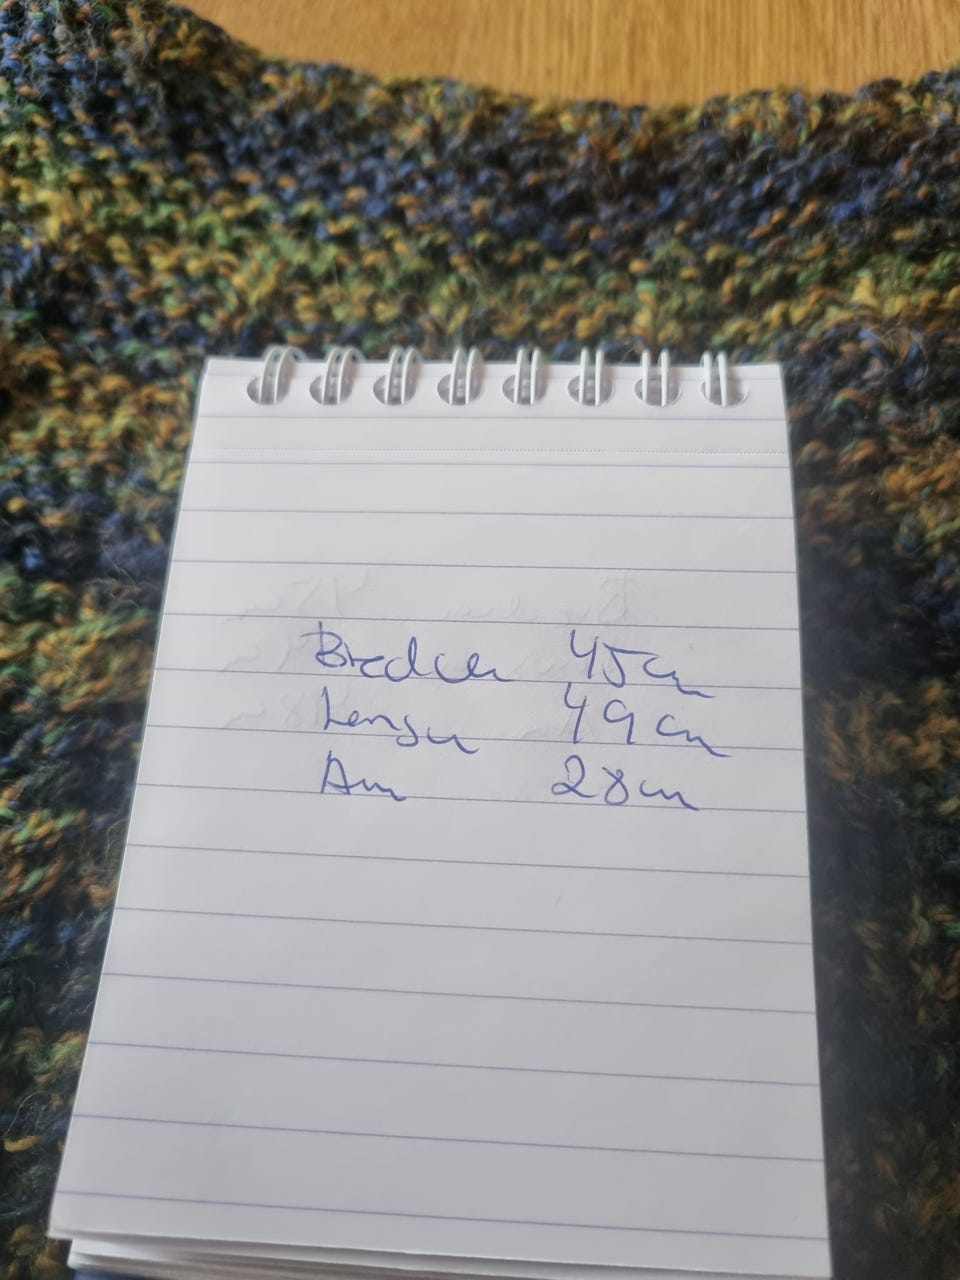 Bredde 45cm
Lengde 49cm
Arm 28cm